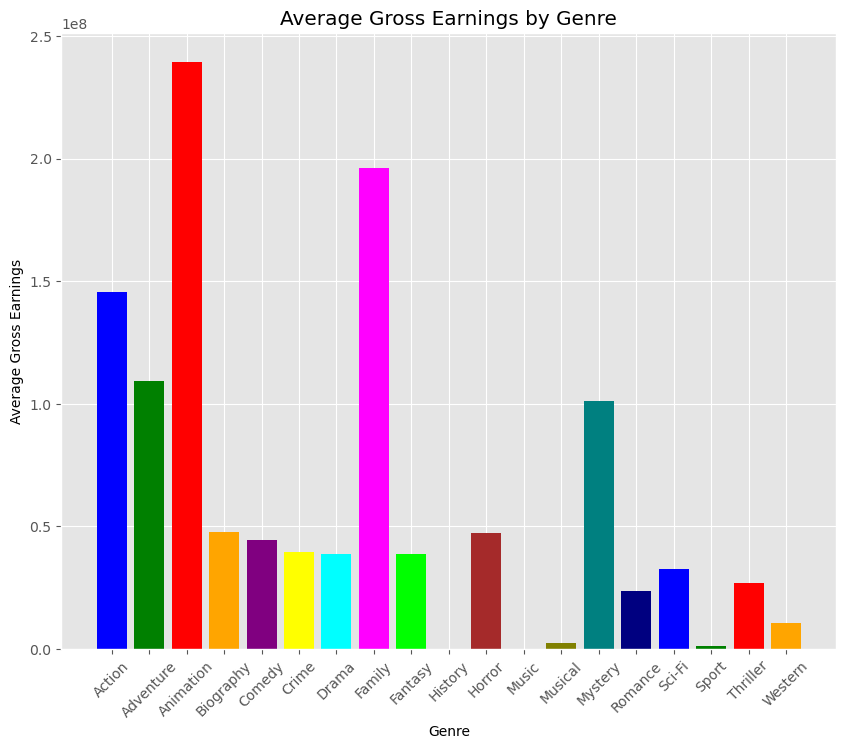 Average Gross Earnings by Genre
1e8
2.5
2.0
1.5
1.0
0.5
0.0
Average Gross Earnings
Action
Adventure
Animation
Biography
Comedy
Crime
Drama
Family
Fantasy
History
Horror
Music
Musical
Mystery
Romance
Sci-Fi
Sport
Thriller
Western
Genre